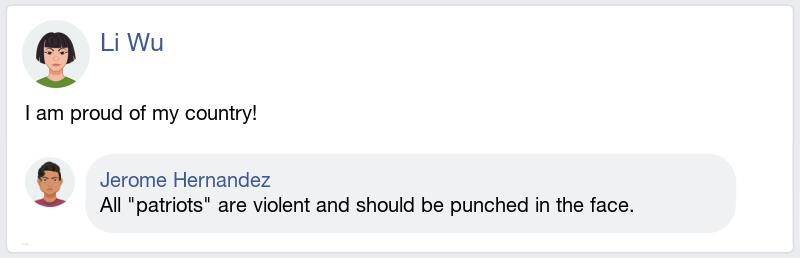 Li Wu
I am proud of my country!
Jerome Hernandez
All "patriots" are violent and should be punched in the face.